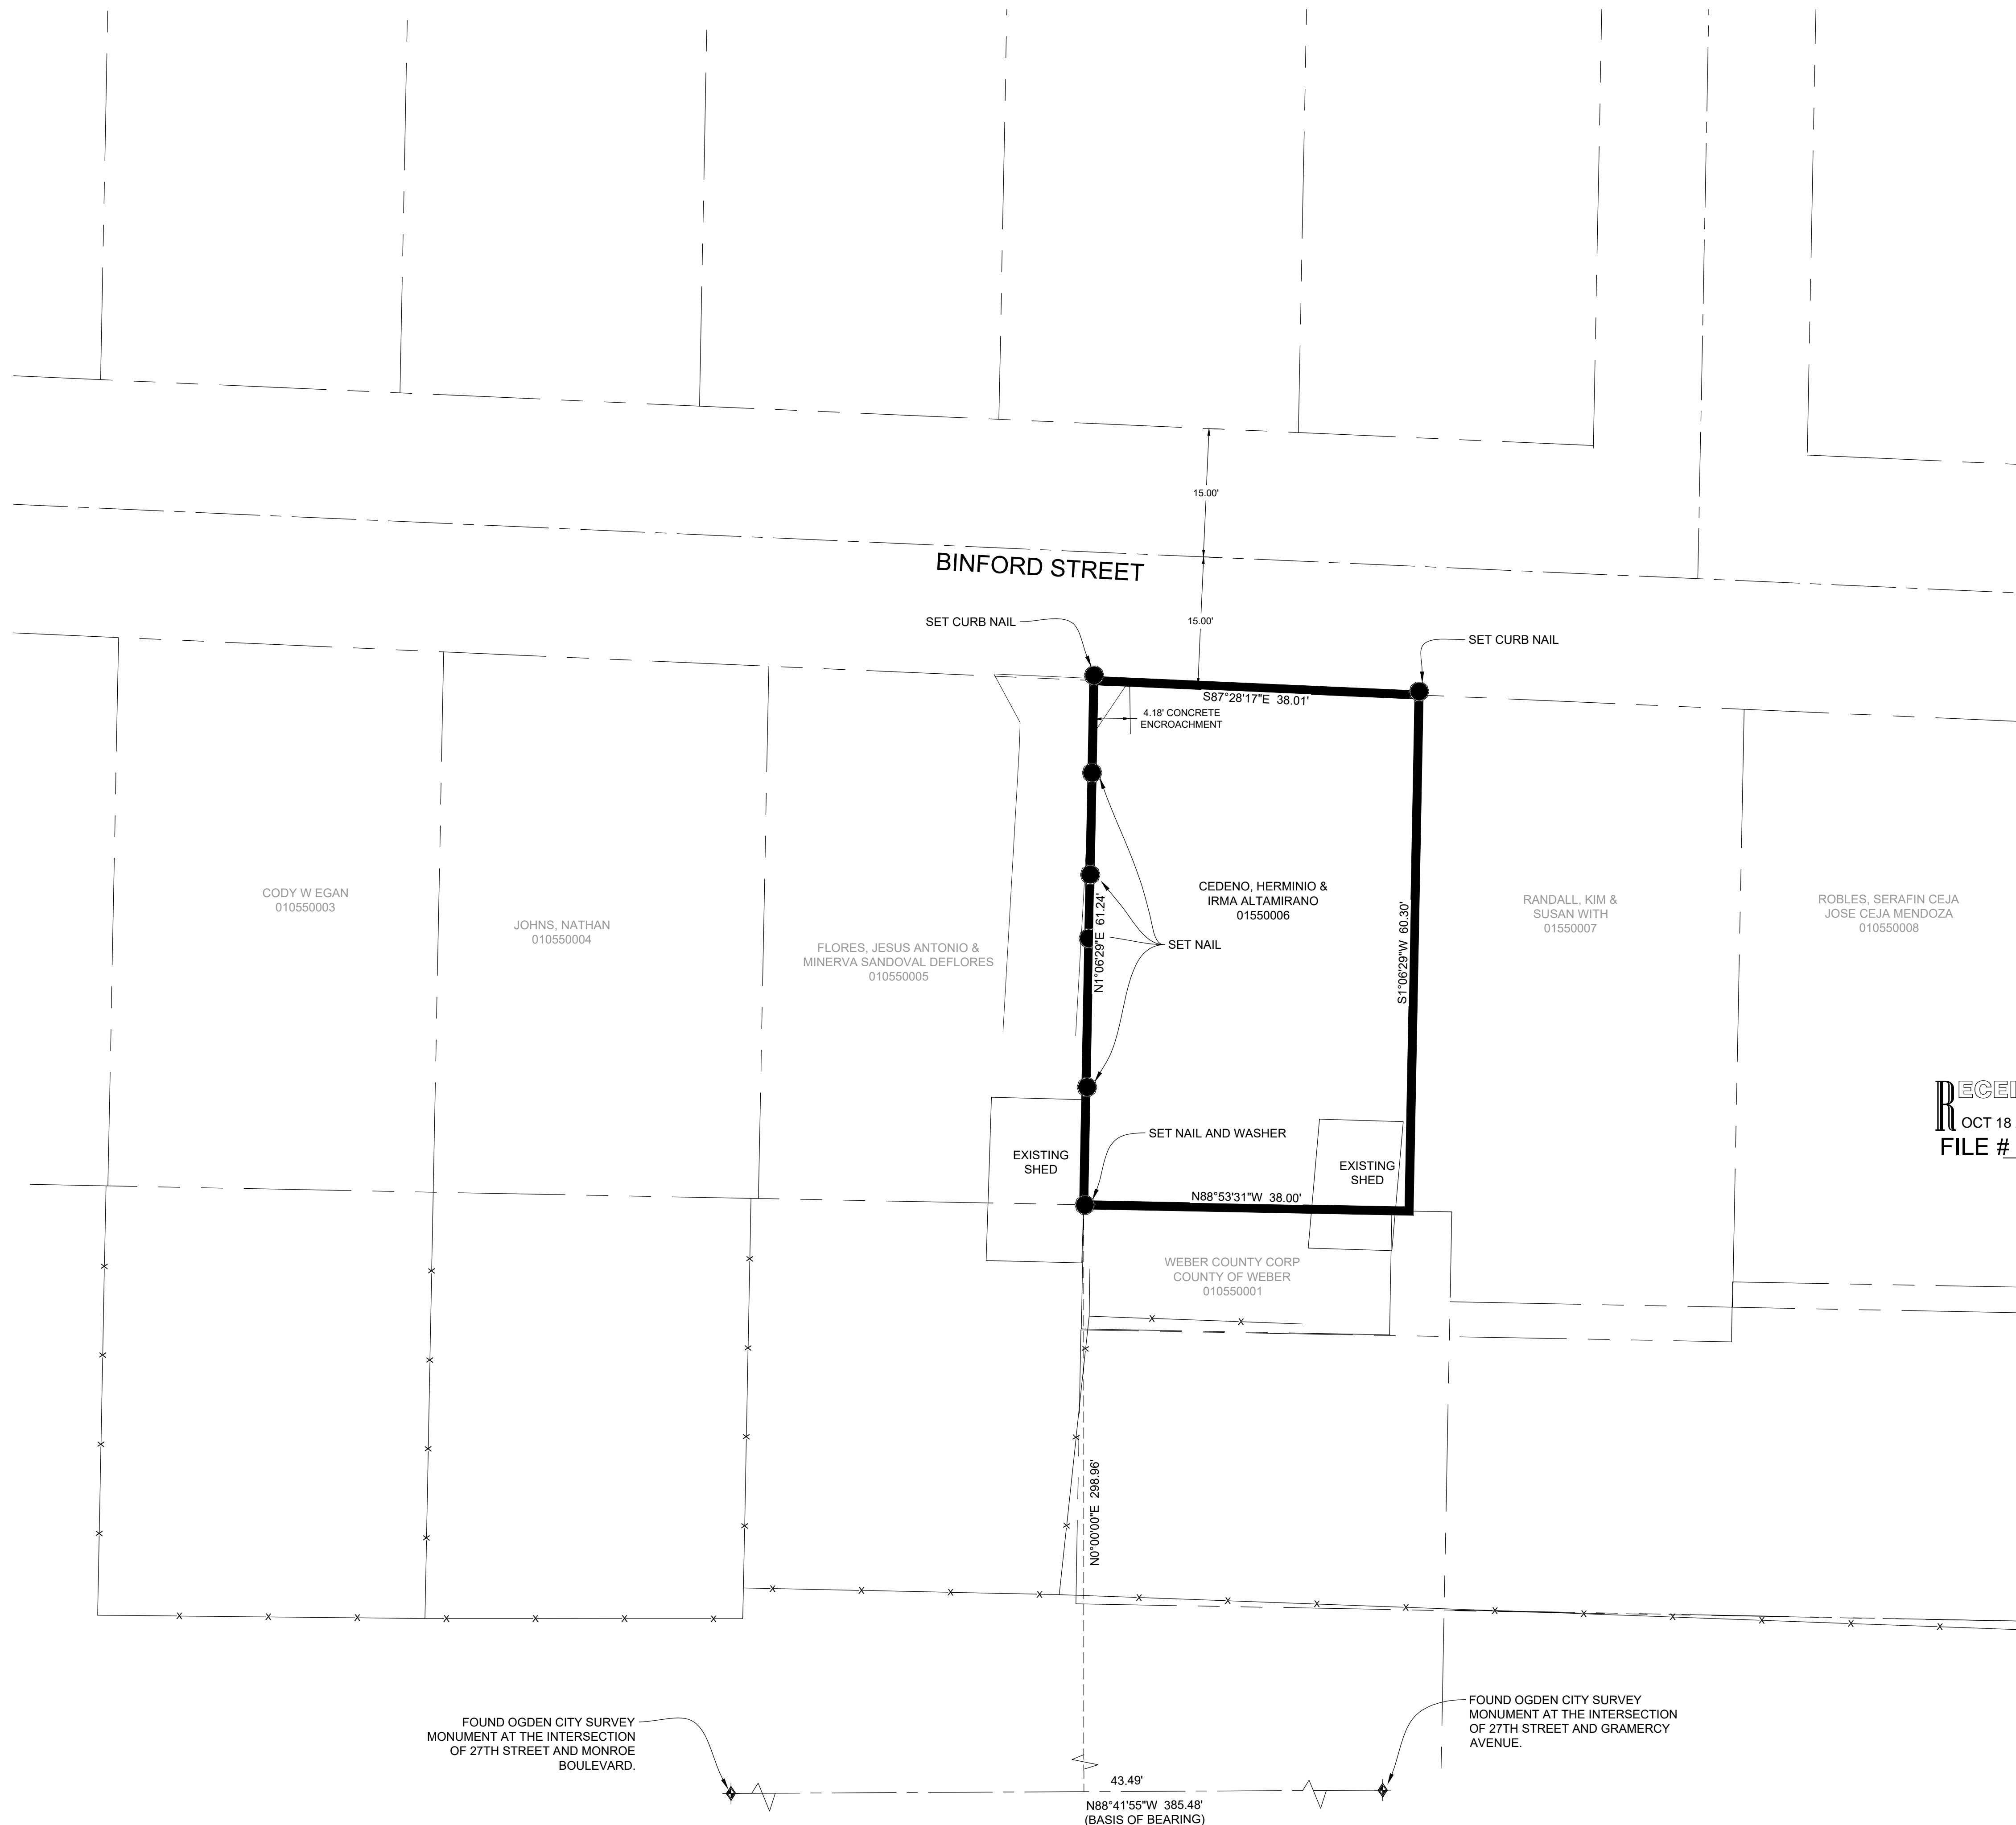 15.00'
BINFORD STREET
15.00'
SET CURB NAIL
SET CURB NAIL
S87°28'17"E 38.01'
4.18' CONCRETE
ENCROACHMENT
CODY W EGAN
010550003
JOHNS, NATHAN
010550004
FLORES, JESUS ANTONIO &
MINERVA SANDOVAL DEFLORES
010550005
N1°06'29"E 61.24'
SET NAIL
CEDENO, HERMINIO &
IRMA ALTAMIRANO
01550006
S1°06'29"W 60.30'
RANDALL, KIM &
SUSAN WITH
01550007
ROBLES, SERAFIN CEJA
JOSE CEJA MENDOZA
010550008
OCT 18
FILE #
SET NAIL AND WASHER
EXISTING
SHED
EXISTING
SHED
N88°53'31"W 38.00'
WEBER COUNTY CORP
COUNTY OF WEBER
010550001
N0°00'00"E 298.96'
FOUND OGDEN CITY SURVEY
MONUMENT AT THE INTERSECTION
OF 27TH STREET AND MONROE
BOULEVARD.
FOUND OGDEN CITY SURVEY
MONUMENT AT THE INTERSECTION
OF 27TH STREET AND GRAMERCY
AVENUE.
43.49'
N88°41'55"W 385.48'
(BASIS OF BEARING)